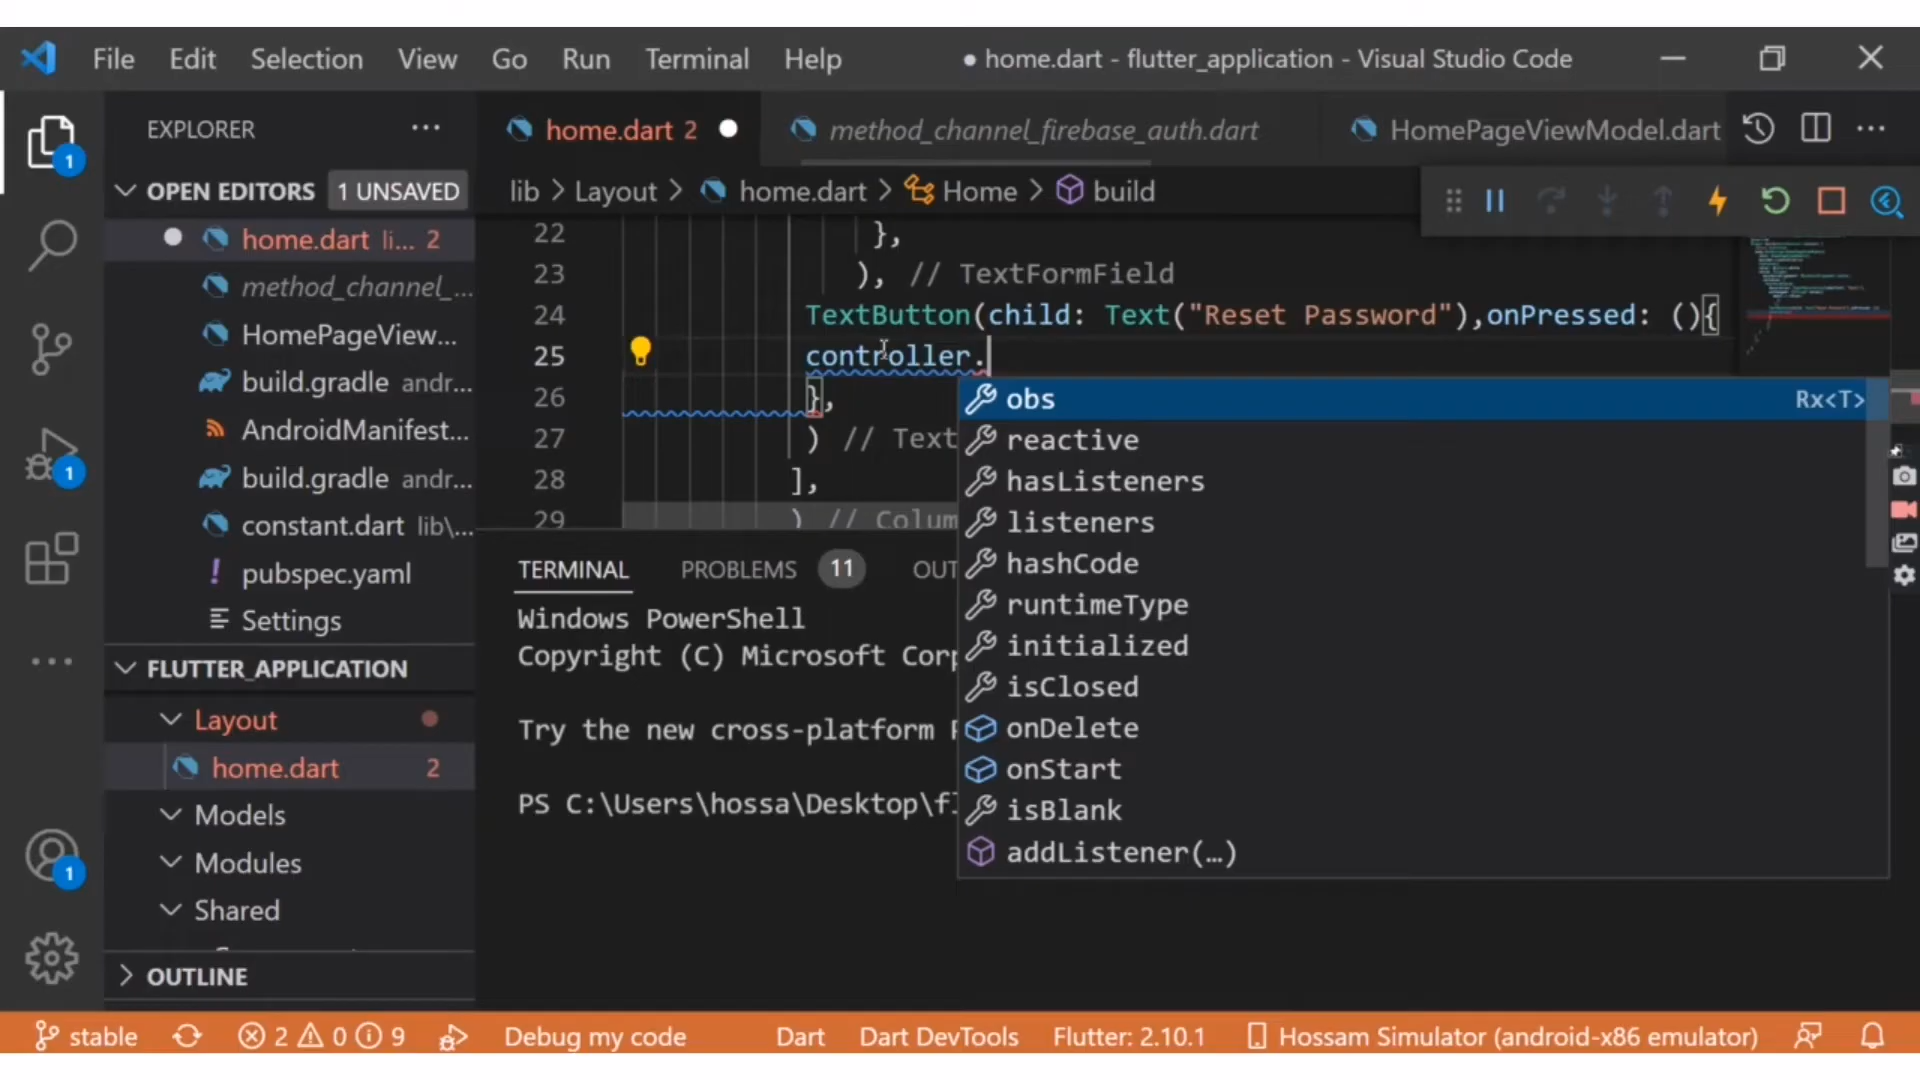 File Edit Selection View Go Run Terminal Help
● home.dart - flutter_application - Visual Studio Code
EXPLORER
home.dart 2
method_channel_firebase_auth.dart
HomePageViewModel.dart
OPEN EDITORS 1 UNSAVED
lib > Layout > home.dart > Home > build
home.dart li... 2
method_channel_...
HomePageView...
build.gradle andr...
AndroidManifest...
build.gradle andr...
constant.dart lib\...
pubspec.yaml
Settings
FLUTTER_APPLICATION
Layout
home.dart 2
Models
Modules
Shared
OUTLINE
1
1
1
22 },
23 ), // TextFormField
24 TextButton(child: Text("Reset Password"),onPressed: (){
25 controller.
26 },
27 ) // Text
28 ],
29 ) // Colum
obs Rx<T>
reactive
hasListeners
listeners
hashCode
runtimeType
initialized
isClosed
onDelete
onStart
isBlank
addListener(…)
TERMINAL PROBLEMS 11 OUT
Windows PowerShell
Copyright (C) Microsoft Corp
Try the new cross-platform
PS C:\Users\hossa\Desktop\fl
stable 2 0 9 Debug my code Dart Dart DevTools Flutter: 2.10.1 Hossam Simulator (android-x86 emulator)